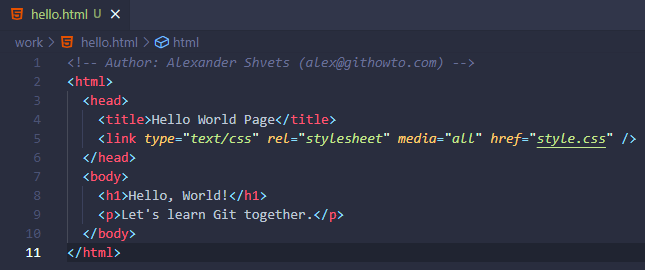 hello.html U ×
work > hello.html > html
1 <!-- Author: Alexander Shvets (alex@githowto.com) -->
2 <html>
3   <head>
4     <title>Hello World Page</title>
5     <link type="text/css" rel="stylesheet" media="all" href="style.css" />
6   </head>
7   <body>
8     <h1>Hello, World!</h1>
9     <p>Let's learn Git together.</p>
10   </body>
11 </html>